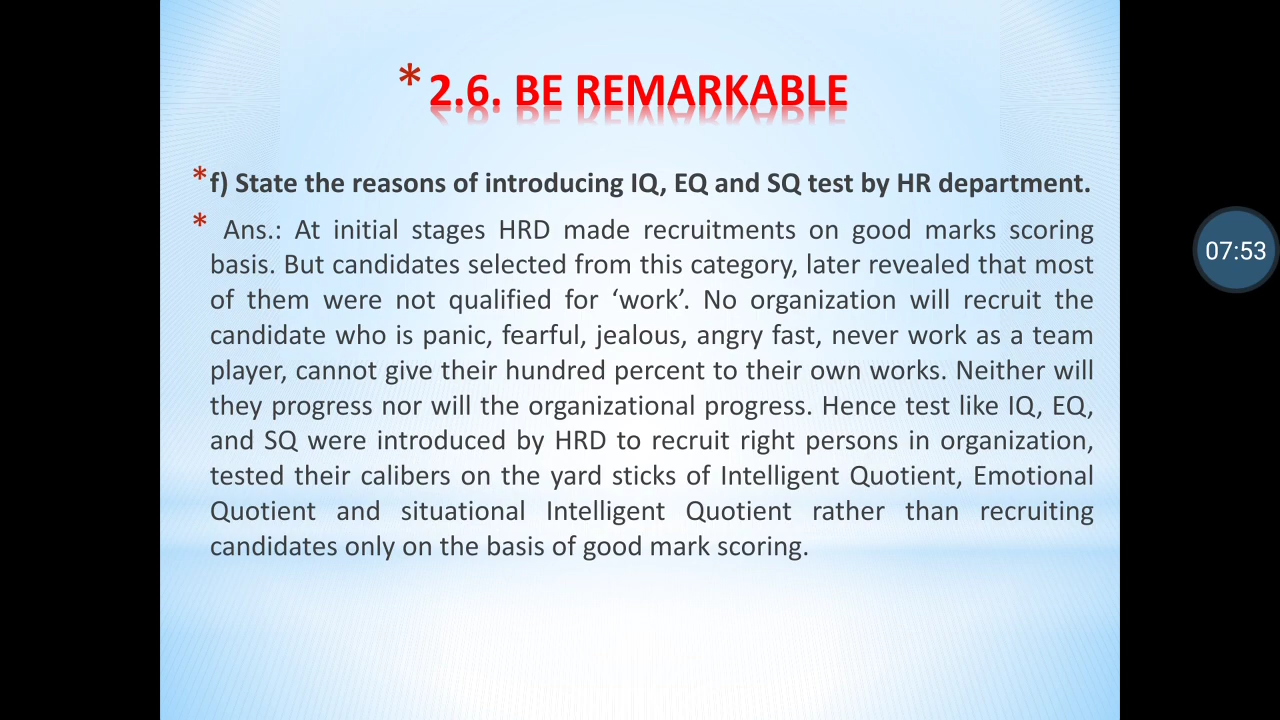 * 2.6. BE REMARKABLE
* f) State the reasons of introducing IQ, EQ and SQ test by HR department.
* Ans.: At initial stages HRD made recruitments on good marks scoring
basis. But candidates selected from this category, later revealed that most
of them were not qualified for ‘work’. No organization will recruit the
candidate who is panic, fearful, jealous, angry fast, never work as a team
player, cannot give their hundred percent to their own works. Neither will
they progress nor will the organizational progress. Hence test like IQ, EQ,
and SQ were introduced by HRD to recruit right persons in organization,
tested their calibers on the yard sticks of Intelligent Quotient, Emotional
Quotient and situational Intelligent Quotient rather than recruiting
candidates only on the basis of good mark scoring.
07:53